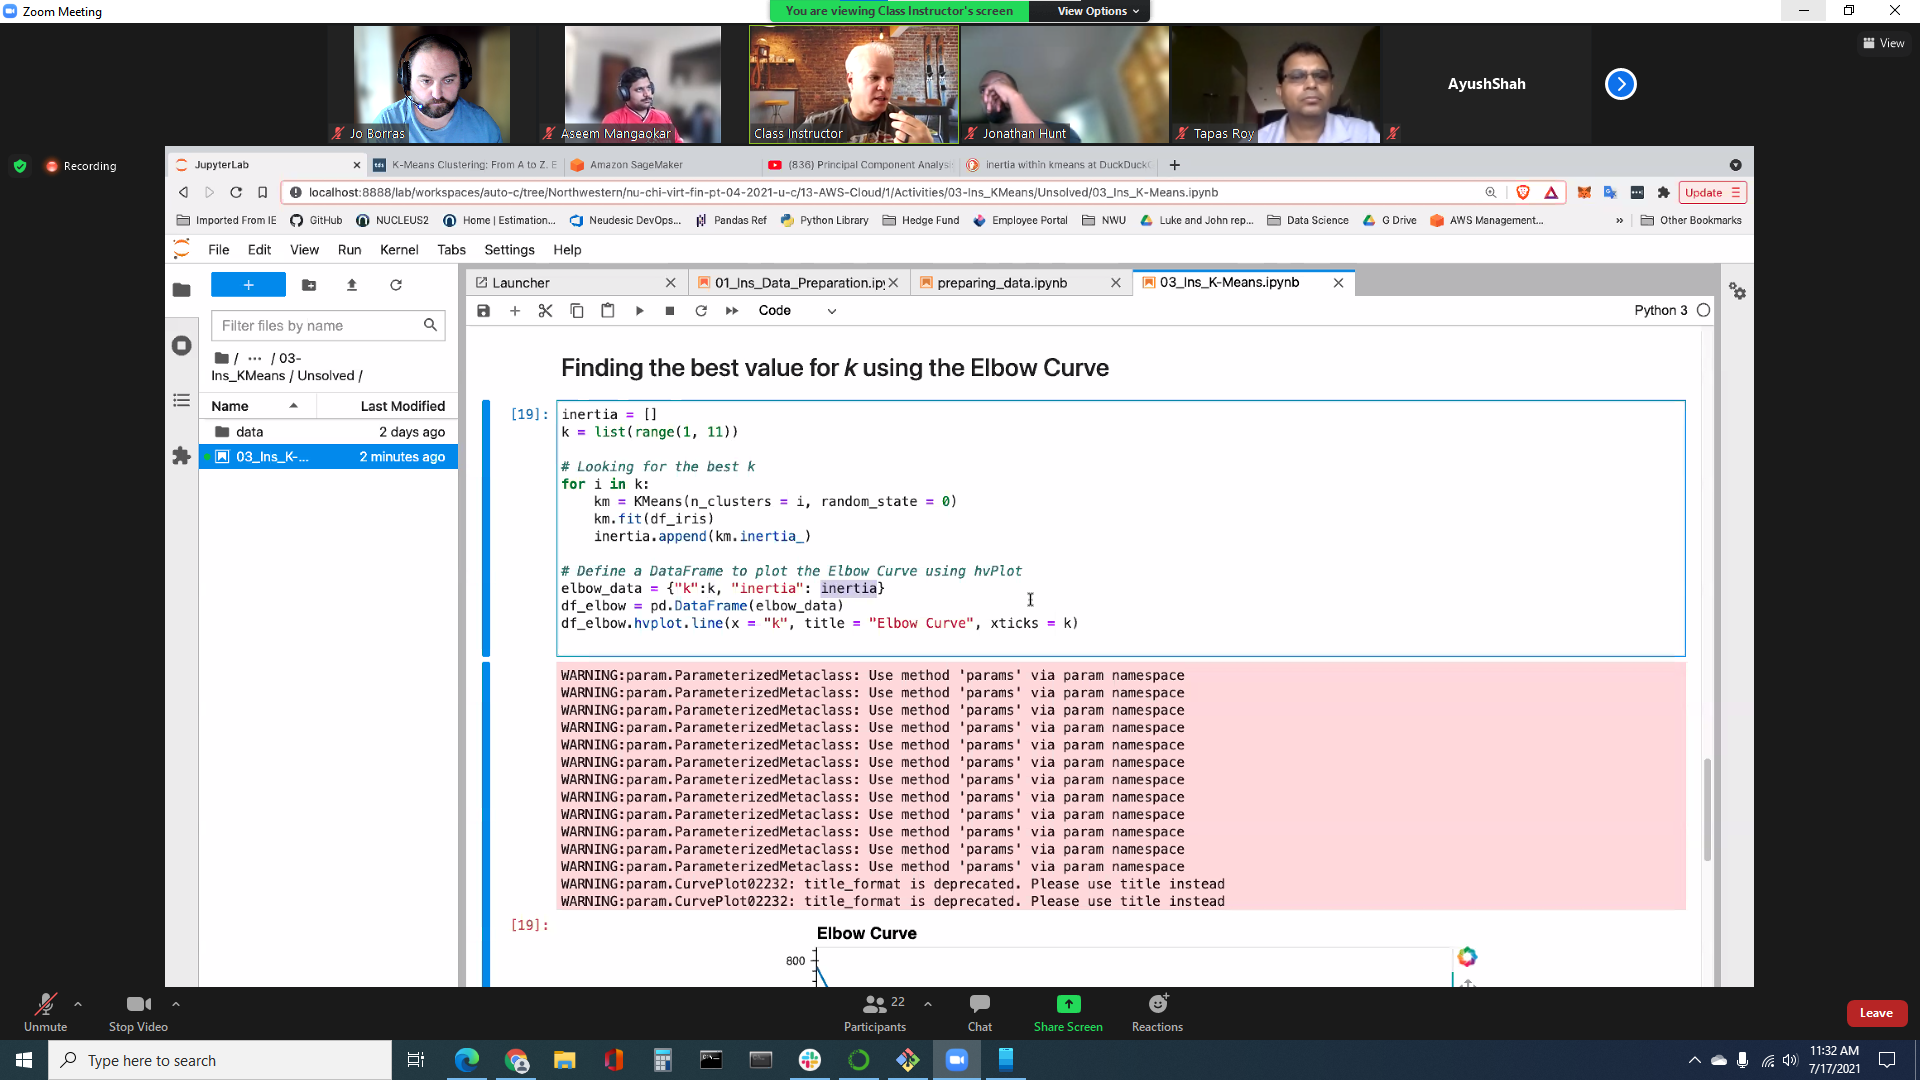 Zoom Meeting
You are viewing Class Instructor's screen
View Options
View
Jo Borras
Aseem Mangaokar
Class Instructor
Jonathan Hunt
Tapas Roy
AyushShah
Recording
JupyterLab
K-Means Clustering: From A to Z. E
Amazon SageMaker
(836) Principal Component Analysis
inertia within kmeans at DuckDuck
localhost:8888/lab/workspaces/auto-c/tree/Northwestern/nu-chi-virt-fin-pt-04-2021-u-c/13-AWS-Cloud/1/Activities/03-Ins_KMeans/Unsolved/03_Ins_K-Means.ipynb
Update
Imported From IE
GitHub
NUCLEUS2
Home | Estimation...
Neudesic DevOps...
Pandas Ref
Python Library
Hedge Fund
Employee Portal
NWU
Luke and John rep...
Data Science
G Drive
AWS Management...
»
Other Bookmarks
File Edit View Run Kernel Tabs Settings Help
Launcher
01_Ins_Data_Preparation.ipy
preparing_data.ipynb
03_Ins_K-Means.ipynb
Filter files by name
Code
Python 3
/ ··· / 03-
Ins_KMeans / Unsolved /
Name Last Modified
data 2 days ago
03_Ins_K-... 2 minutes ago
Finding the best value for k using the Elbow Curve
[19]:
inertia = []
k = list(range(1, 11))
# Looking for the best k
for i in k:
km = KMeans(n_clusters = i, random_state = 0)
km.fit(df_iris)
inertia.append(km.inertia_)
# Define a DataFrame to plot the Elbow Curve using hvPlot
elbow_data = {"k":k, "inertia": inertia}
df_elbow = pd.DataFrame(elbow_data)
df_elbow.hvplot.line(x = "k", title = "Elbow Curve", xticks = k)
WARNING:param.ParameterizedMetaclass: Use method 'params' via param namespace
WARNING:param.ParameterizedMetaclass: Use method 'params' via param namespace
WARNING:param.ParameterizedMetaclass: Use method 'params' via param namespace
WARNING:param.ParameterizedMetaclass: Use method 'params' via param namespace
WARNING:param.ParameterizedMetaclass: Use method 'params' via param namespace
WARNING:param.ParameterizedMetaclass: Use method 'params' via param namespace
WARNING:param.ParameterizedMetaclass: Use method 'params' via param namespace
WARNING:param.ParameterizedMetaclass: Use method 'params' via param namespace
WARNING:param.ParameterizedMetaclass: Use method 'params' via param namespace
WARNING:param.ParameterizedMetaclass: Use method 'params' via param namespace
WARNING:param.ParameterizedMetaclass: Use method 'params' via param namespace
WARNING:param.ParameterizedMetaclass: Use method 'params' via param namespace
WARNING:param.CurvePlot02232: title_format is deprecated. Please use title instead
WARNING:param.CurvePlot02232: title_format is deprecated. Please use title instead
[19]:
Elbow Curve
800
Unmute
Stop Video
22
Participants
Chat
Share Screen
Reactions
Leave
Type here to search
11:32 AM
7/17/2021